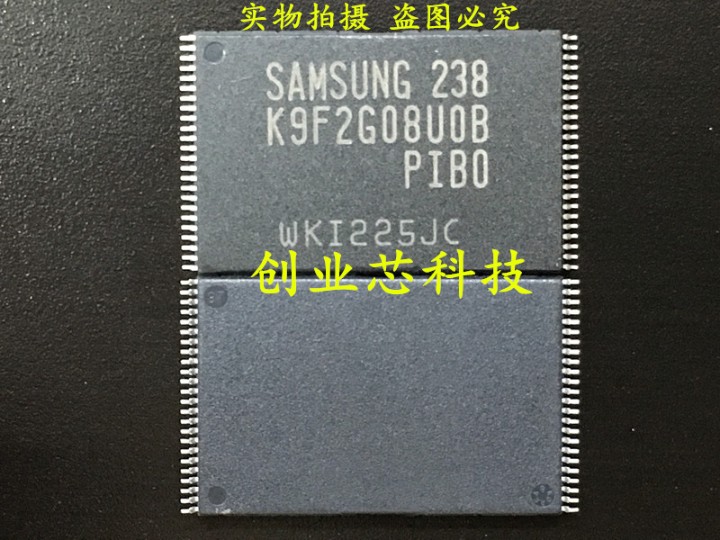 实物拍摄 盗图必究
SAMSUNG 238
K9F2G08U0B
PIB0
WKI225JC
创业芯科技